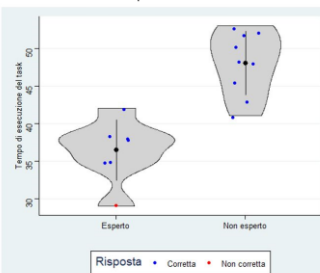 Tempo di esecuzione del task
50
45
40
35
30
Esperto Non esperto
Risposta Corretta Non corretta